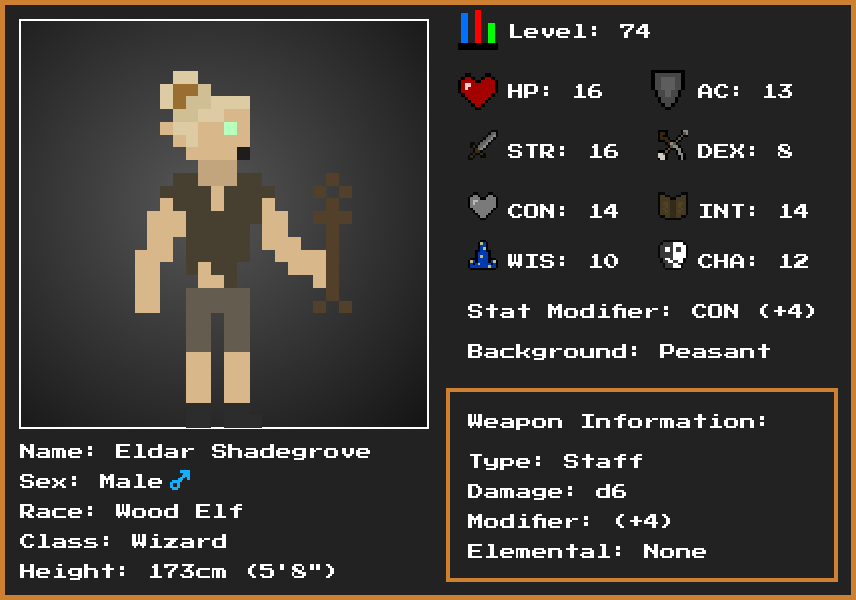 Level: 74
HP: 16 AC: 13
STR: 16 DEX: 8
CON: 14 INT: 14
WIS: 10 CHA: 12
Stat Modifier: CON (+4)
Background: Peasant
Weapon Information:
Type: Staff
Damage: d6
Modifier: (+4)
Elemental: None
Name: Eldar Shadegrove
Sex: Male ♂
Race: Wood Elf
Class: Wizard
Height: 173cm (5'8")